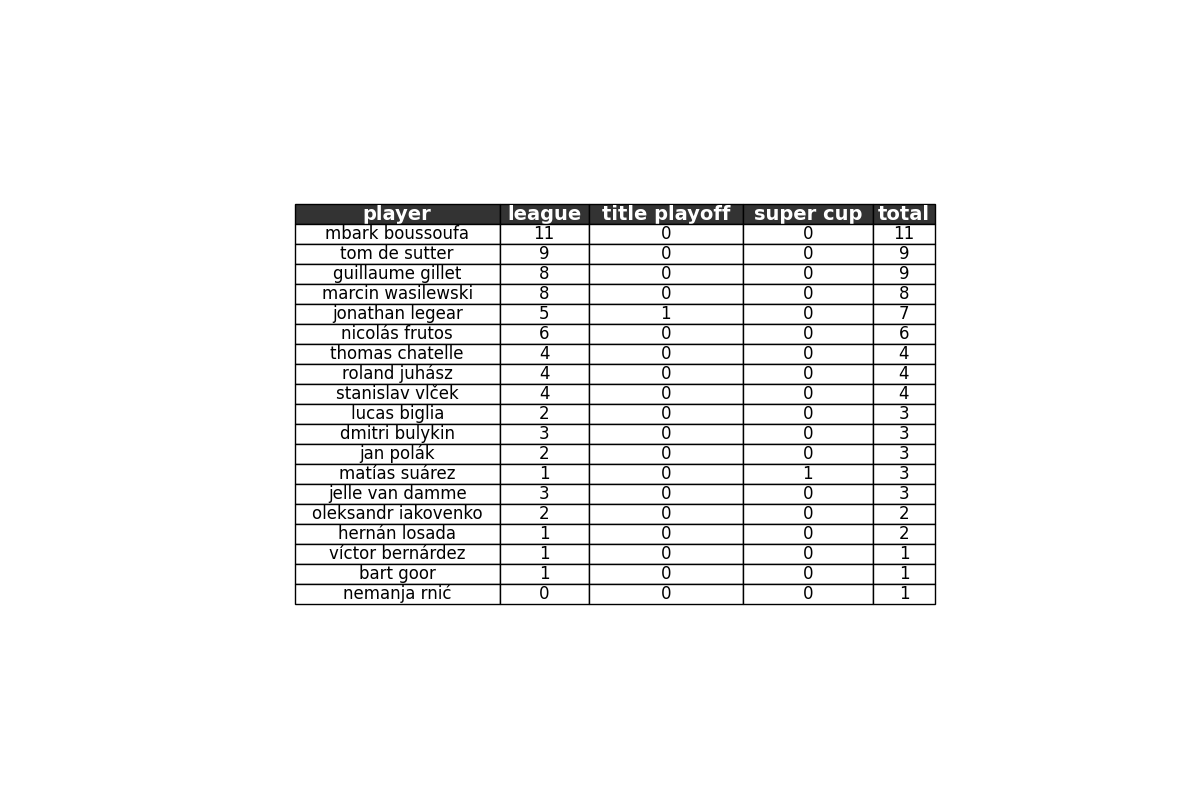 player league title playoff super cup total
mbark boussoufa 11 0 0 11
tom de sutter 9 0 0 9
guillaume gillet 8 0 0 9
marcin wasilewski 8 0 0 8
jonathan legear 5 1 0 7
nicolás frutos 6 0 0 6
thomas chatelle 4 0 0 4
roland juhász 4 0 0 4
stanislav vlček 4 0 0 4
lucas biglia 2 0 0 3
dmitri bulykin 3 0 0 3
jan polák 2 0 0 3
matías suárez 1 0 1 3
jelle van damme 3 0 0 3
oleksandr iakovenko 2 0 0 2
hernán losada 1 0 0 2
víctor bernárdez 1 0 0 1
bart goor 1 0 0 1
nemanja rnić 0 0 0 1